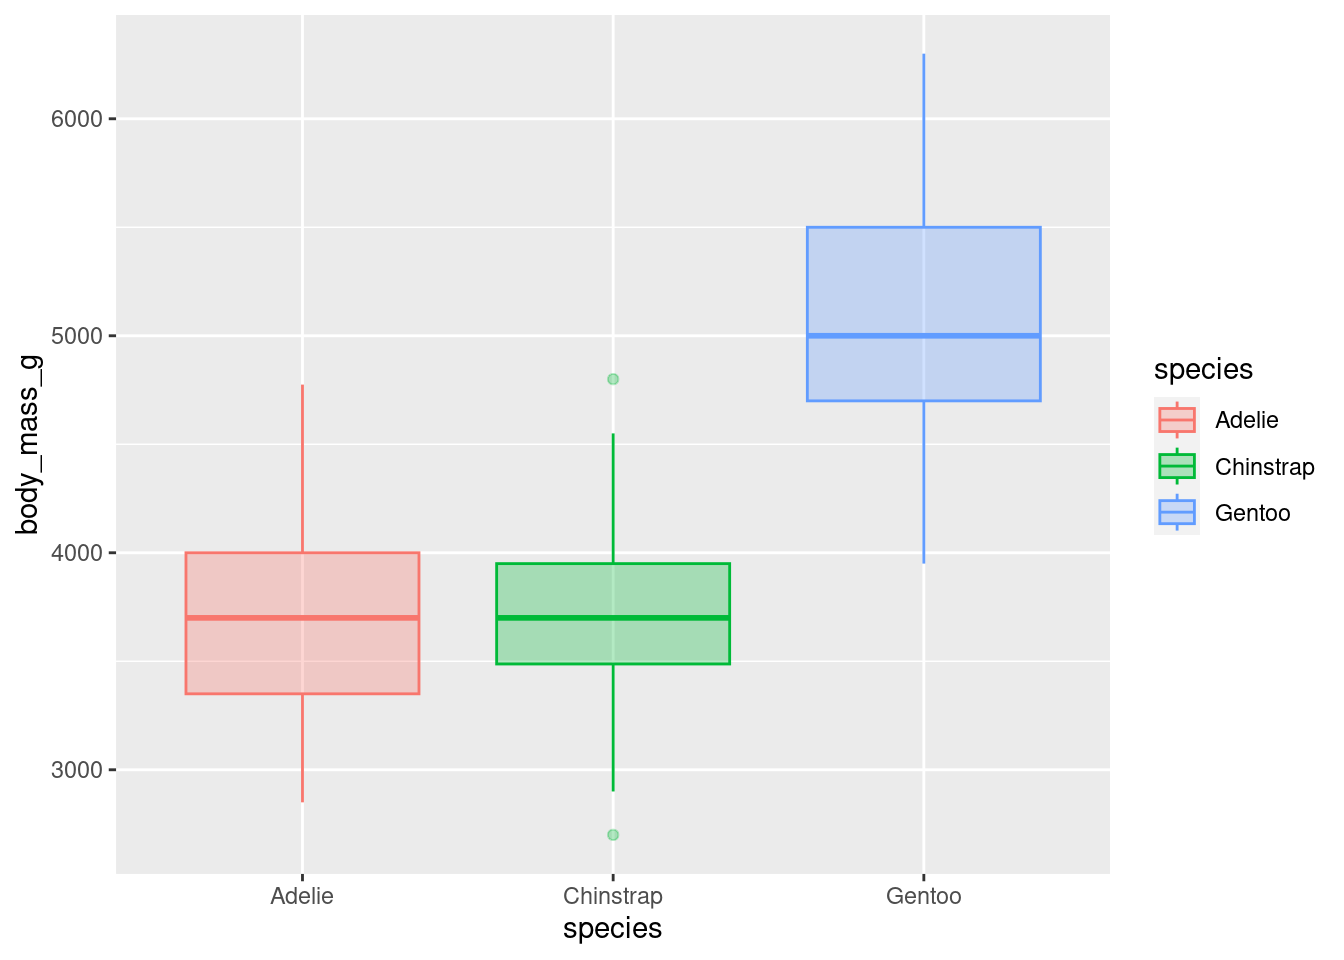 6000
5000
4000
3000
body_mass_g
Adelie Chinstrap Gentoo
species
species
Adelie
Chinstrap
Gentoo